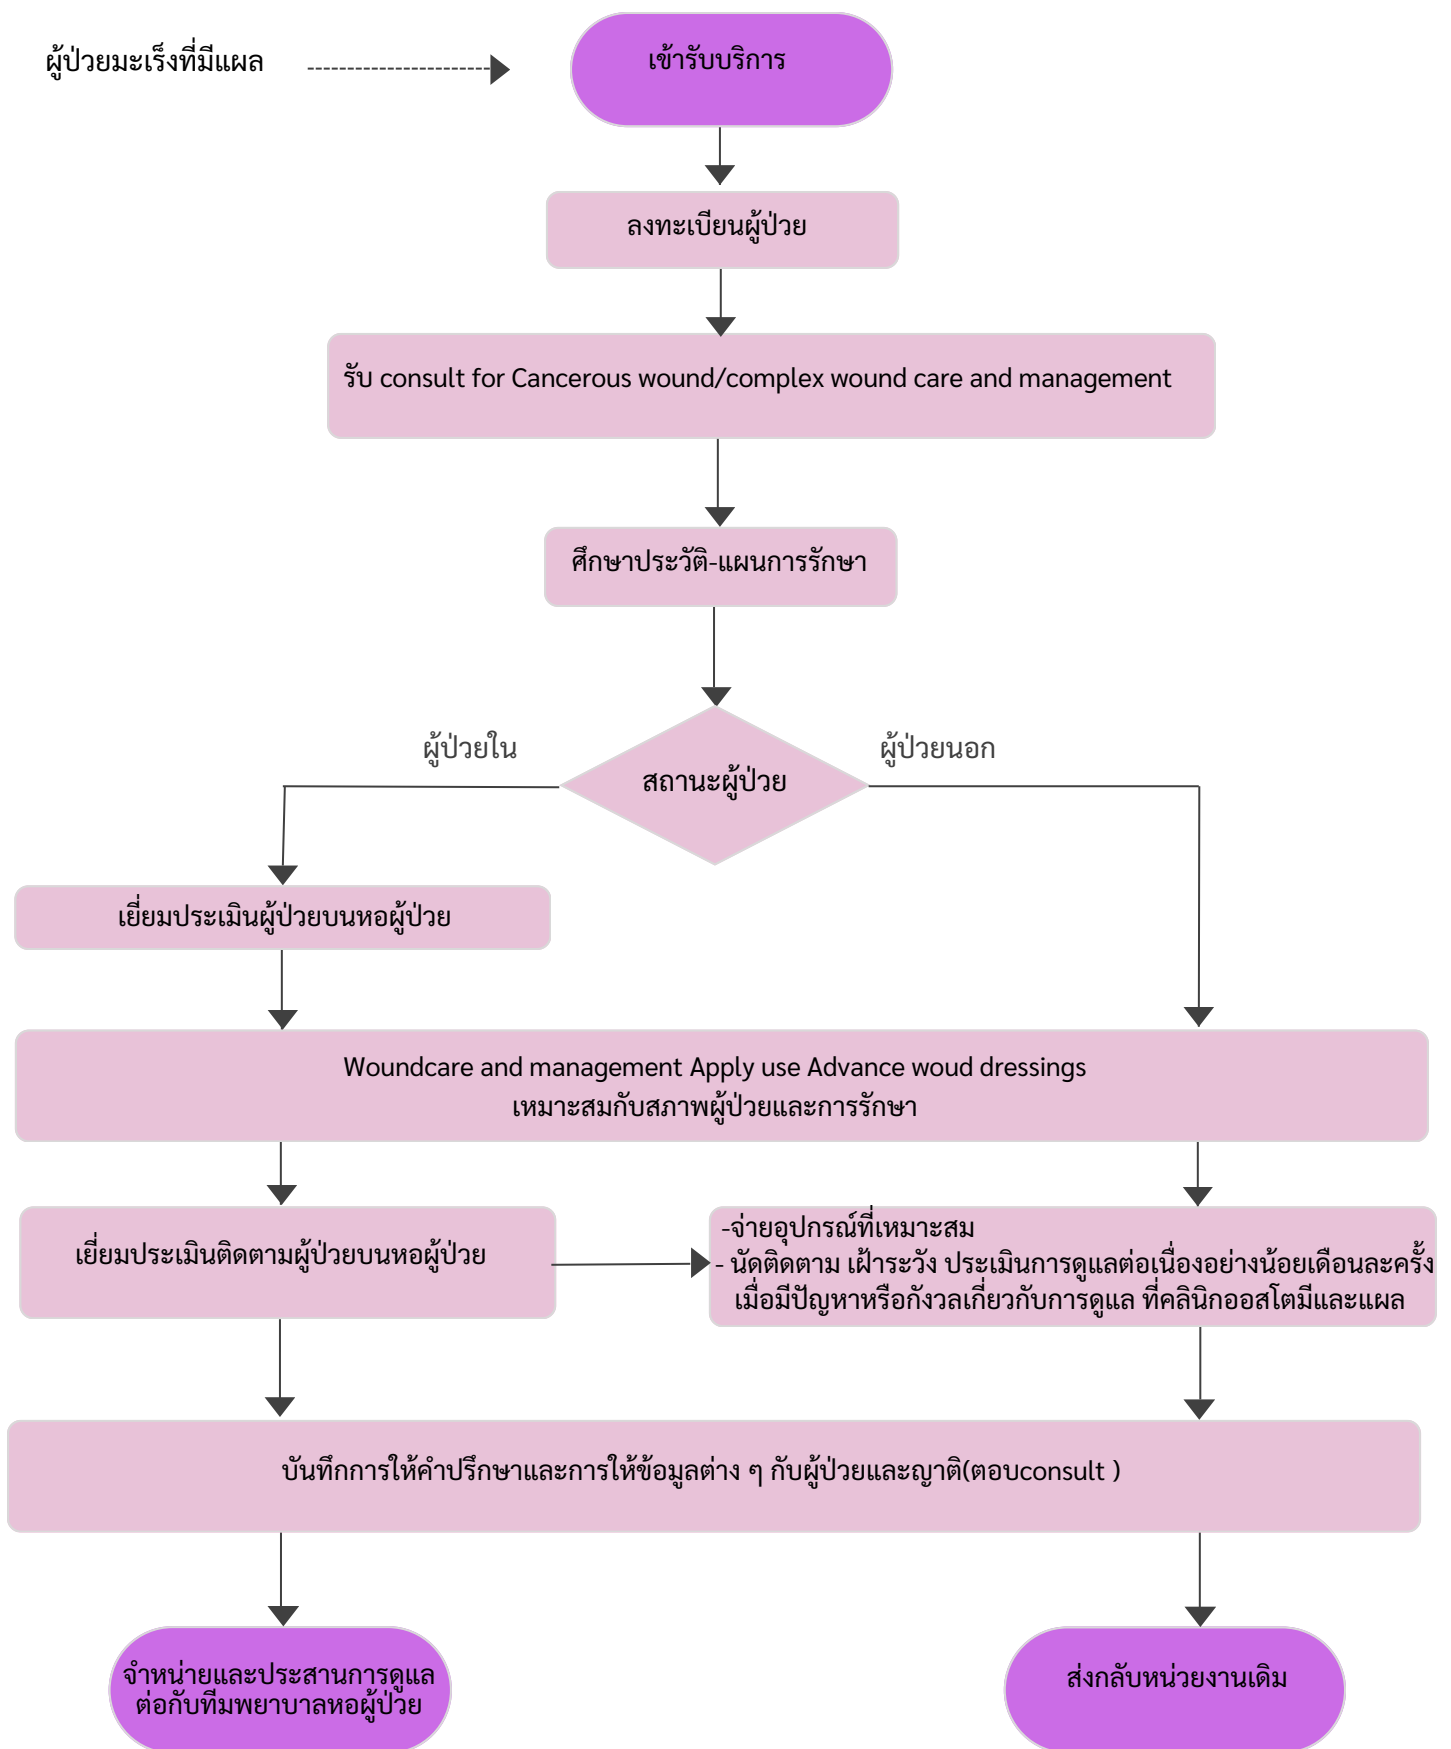 ผู้ป่วยมะเร็งที่มีแผล
เข้ารับบริการ
ลงทะเบียนผู้ป่วย
รับ consult for Cancerous wound/complex wound care and management
ศึกษาประวัติ-แผนการรักษา
ผู้ป่วยใน
ผู้ป่วยนอก
สถานะผู้ป่วย
เยี่ยมประเมินผู้ป่วยบนหอผู้ป่วย
Woundcare and management Apply use Advance woud dressings
เหมาะสมกับสภาพผู้ป่วยและการรักษา
เยี่ยมประเมินติดตามผู้ป่วยบนหอผู้ป่วย
-จ่ายอุปกรณ์ที่เหมาะสม
- นัดติดตาม เฝ้าระวัง ประเมินการดูแลต่อเนื่องอย่างน้อยเดือนละครั้ง
เมื่อมีปัญหาหรือกังวลเกี่ยวกับการดูแล ที่คลินิกออสโตมีและแผล
บันทึกการให้คำปรึกษาและการให้ข้อมูลต่าง ๆ กับผู้ป่วยและญาติ(ตอบconsult )
จำหน่ายและประสานการดูแล
ต่อกับทีมพยาบาลหอผู้ป่วย
ส่งกลับหน่วยงานเดิม